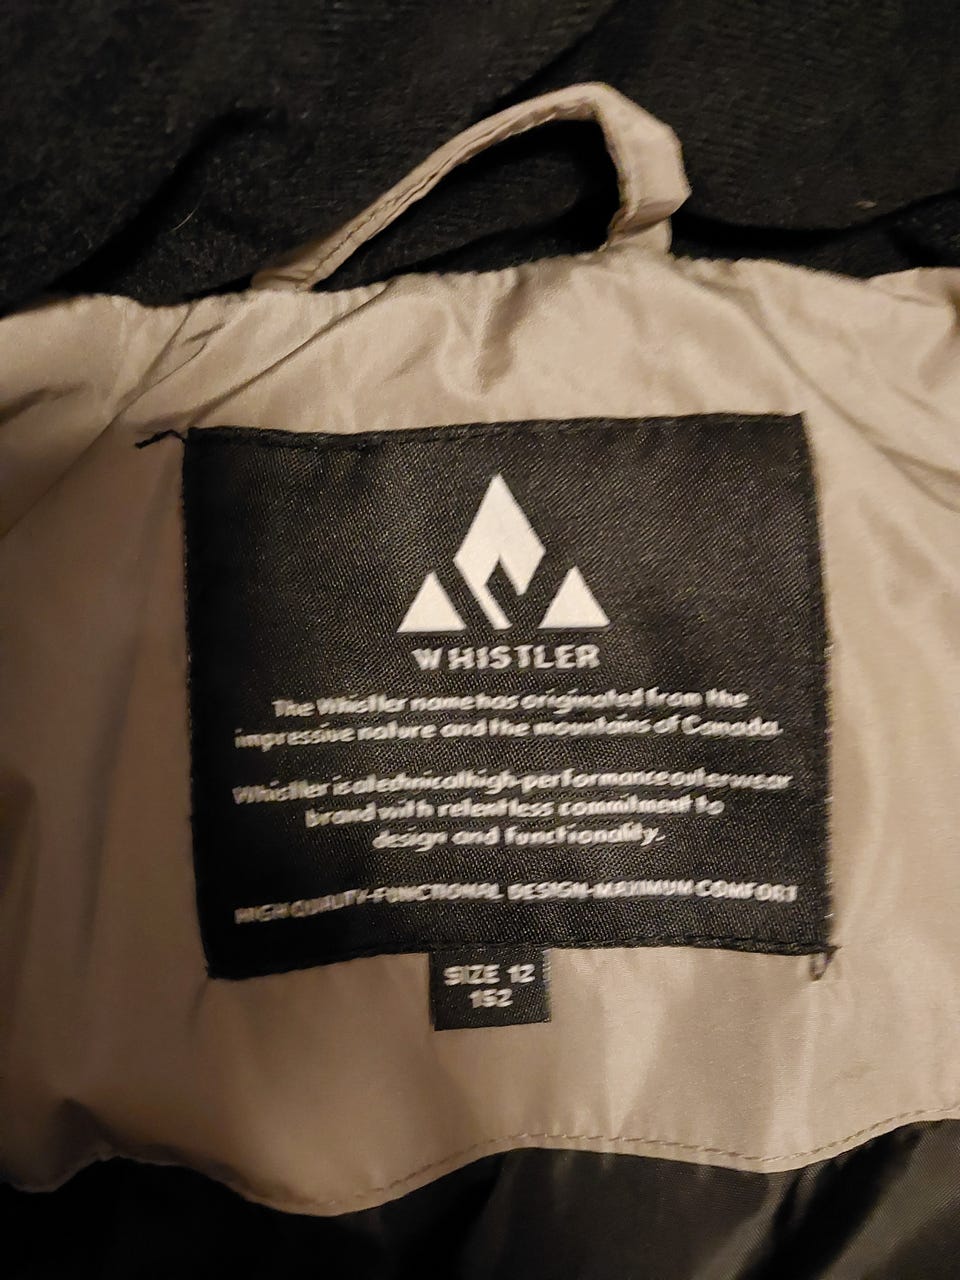 WHISTLER
The Whistler name has originated from the
impressive nature and the mountains of Canada.
Whistler is a technical high-performance outerwear
brand with relentless commitment to
design and functionality.
HIGH QUALITY-FUNCTIONAL DESIGN-MAXIMUM COMFORT
SIZE 12
152